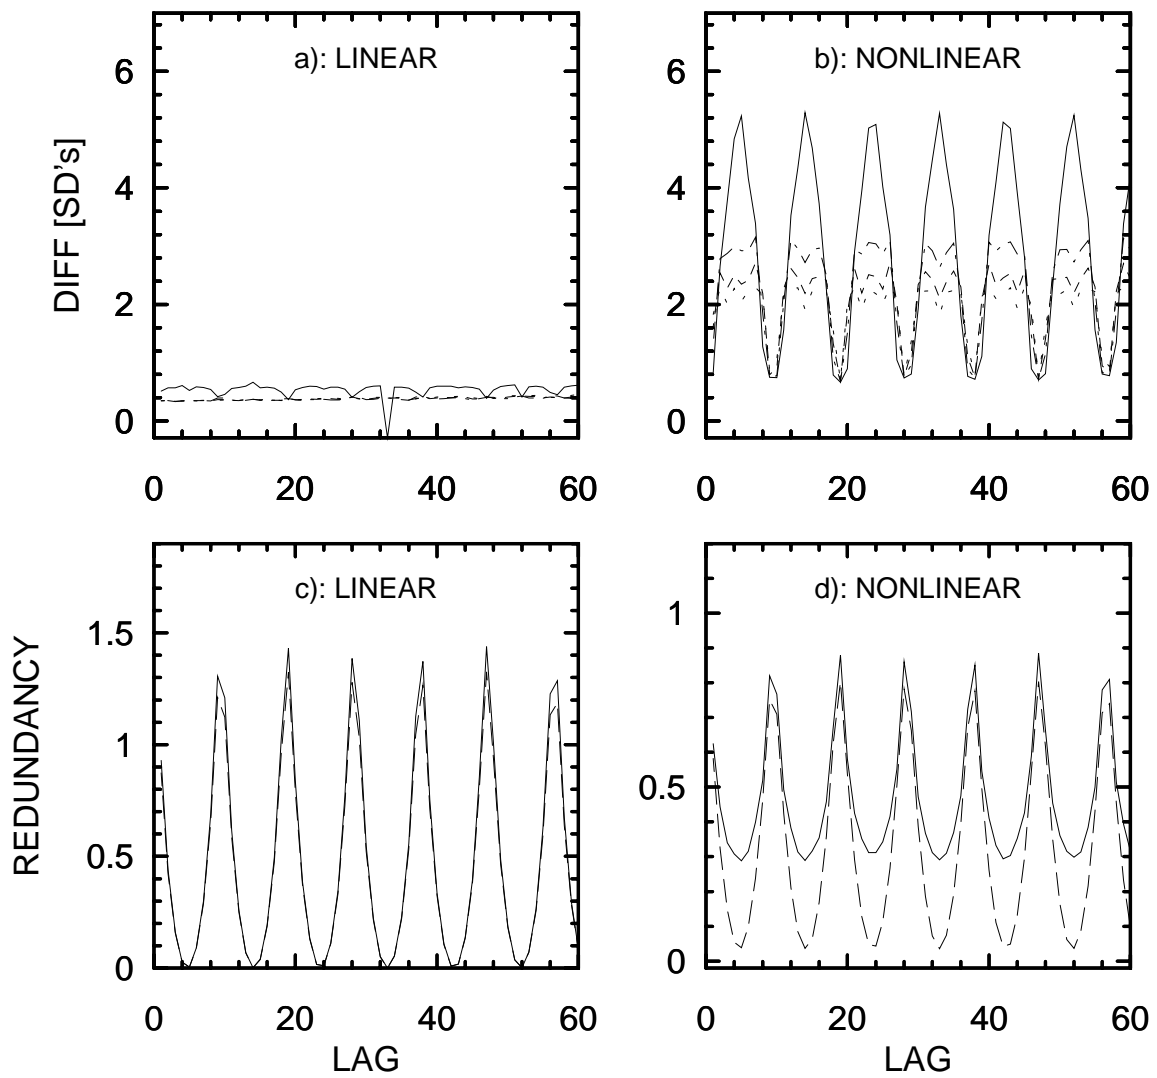 a): LINEAR
b): NONLINEAR
DIFF [SD's]
6
4
2
0
6
4
2
0
0 20 40 60
0 20 40 60
c): LINEAR
d): NONLINEAR
REDUNDANCY
1.5
1
0.5
0
1
0.5
0
0 20 40 60
0 20 40 60
LAG
LAG